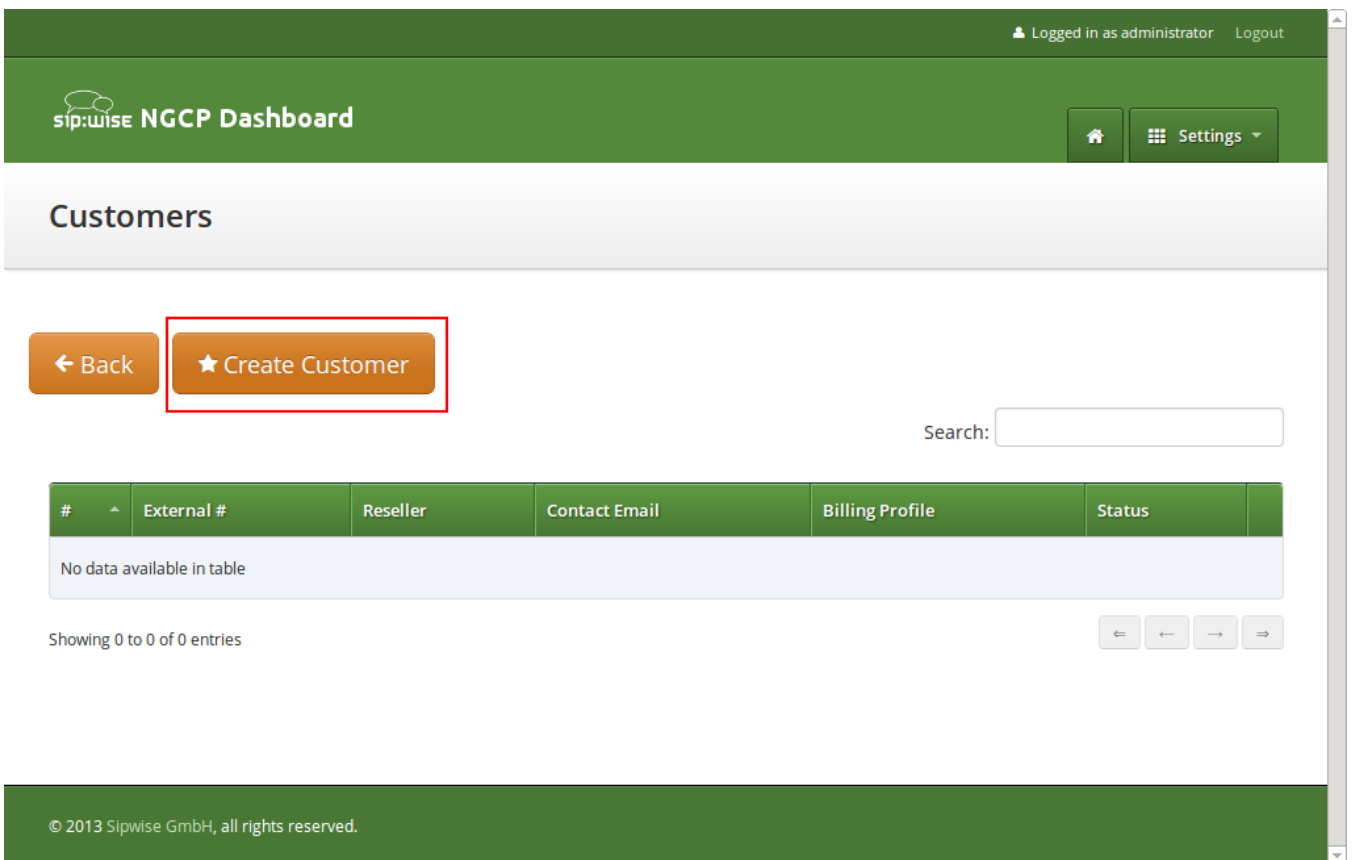 Logged in as administrator Logout
sip:wise NGCP Dashboard
Settings
Customers
Back
Create Customer
Search:
# External # Reseller Contact Email Billing Profile Status
No data available in table
Showing 0 to 0 of 0 entries
⇐ ← → ⇒
© 2013 Sipwise GmbH, all rights reserved.